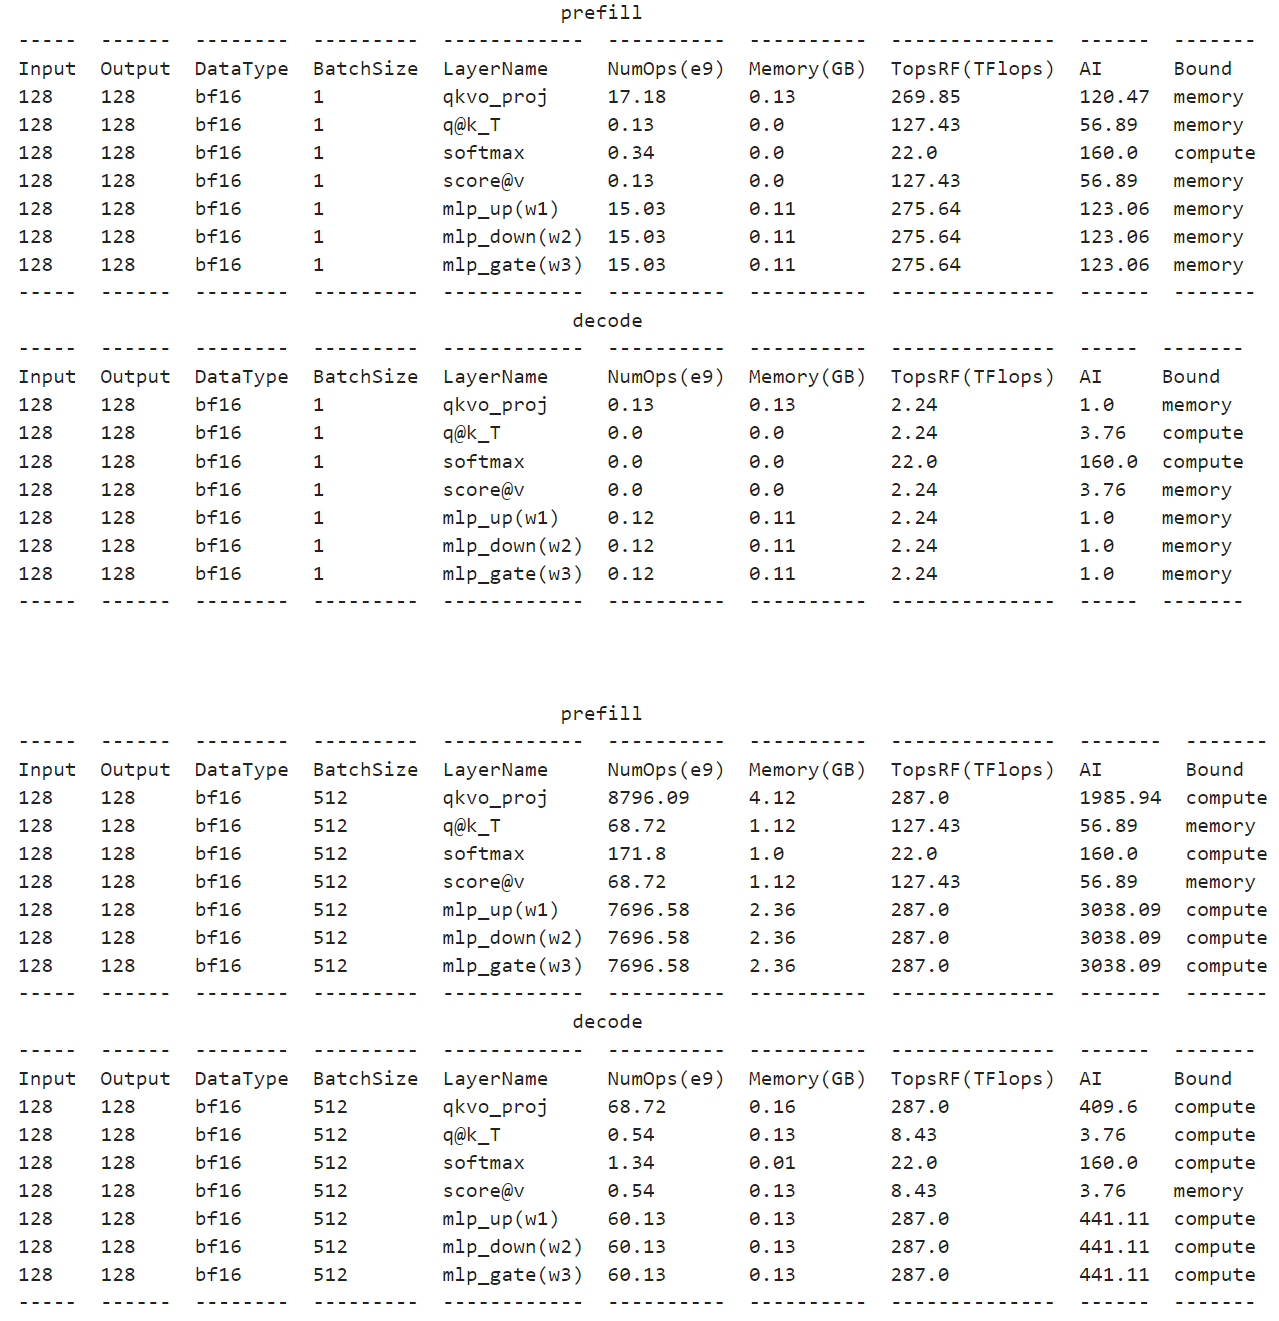 prefill
-----  ------  --------  ---------  ------------  ----------  ----------  --------------  ------  -------
Input  Output  DataType  BatchSize  LayerName     NumOps(e9)  Memory(GB)  TopsRF(TFlops)  AI      Bound
128    128     bf16      1          qkvo_proj     17.18       0.13        269.85          120.47  memory
128    128     bf16      1          q@k_T         0.13        0.0         127.43          56.89   memory
128    128     bf16      1          softmax       0.34        0.0         22.0            160.0   compute
128    128     bf16      1          score@v       0.13        0.0         127.43          56.89   memory
128    128     bf16      1          mlp_up(w1)    15.03       0.11        275.64          123.06  memory
128    128     bf16      1          mlp_down(w2)  15.03       0.11        275.64          123.06  memory
128    128     bf16      1          mlp_gate(w3)  15.03       0.11        275.64          123.06  memory
-----  ------  --------  ---------  ------------  ----------  ----------  --------------  ------  -------
decode
-----  ------  --------  ---------  ------------  ----------  ----------  --------------  -----  -------
Input  Output  DataType  BatchSize  LayerName     NumOps(e9)  Memory(GB)  TopsRF(TFlops)  AI     Bound
128    128     bf16      1          qkvo_proj     0.13        0.13        2.24            1.0    memory
128    128     bf16      1          q@k_T         0.0         0.0         2.24            3.76   compute
128    128     bf16      1          softmax       0.0         0.0         22.0            160.0  compute
128    128     bf16      1          score@v       0.0         0.0         2.24            3.76   memory
128    128     bf16      1          mlp_up(w1)    0.12        0.11        2.24            1.0    memory
128    128     bf16      1          mlp_down(w2)  0.12        0.11        2.24            1.0    memory
128    128     bf16      1          mlp_gate(w3)  0.12        0.11        2.24            1.0    memory
-----  ------  --------  ---------  ------------  ----------  ----------  --------------  -----  -------
prefill
-----  ------  --------  ---------  ------------  ----------  ----------  --------------  -------  -------
Input  Output  DataType  BatchSize  LayerName     NumOps(e9)  Memory(GB)  TopsRF(TFlops)  AI       Bound
128    128     bf16      512        qkvo_proj     8796.09     4.12        287.0           1985.94  compute
128    128     bf16      512        q@k_T         68.72       1.12        127.43          56.89    memory
128    128     bf16      512        softmax       171.8       1.0         22.0            160.0    compute
128    128     bf16      512        score@v       68.72       1.12        127.43          56.89    memory
128    128     bf16      512        mlp_up(w1)    7696.58     2.36        287.0           3038.09  compute
128    128     bf16      512        mlp_down(w2)  7696.58     2.36        287.0           3038.09  compute
128    128     bf16      512        mlp_gate(w3)  7696.58     2.36        287.0           3038.09  compute
-----  ------  --------  ---------  ------------  ----------  ----------  --------------  -------  -------
decode
-----  ------  --------  ---------  ------------  ----------  ----------  --------------  ------  -------
Input  Output  DataType  BatchSize  LayerName     NumOps(e9)  Memory(GB)  TopsRF(TFlops)  AI      Bound
128    128     bf16      512        qkvo_proj     68.72       0.16        287.0           409.6   compute
128    128     bf16      512        q@k_T         0.54        0.13        8.43            3.76    compute
128    128     bf16      512        softmax       1.34        0.01        22.0            160.0   compute
128    128     bf16      512        score@v       0.54        0.13        8.43            3.76    memory
128    128     bf16      512        mlp_up(w1)    60.13       0.13        287.0           441.11  compute
128    128     bf16      512        mlp_down(w2)  60.13       0.13        287.0           441.11  compute
128    128     bf16      512        mlp_gate(w3)  60.13       0.13        287.0           441.11  compute
-----  ------  --------  ---------  ------------  ----------  ----------  --------------  ------  -------